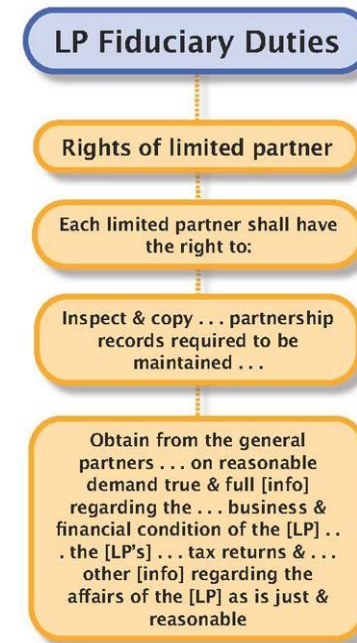 LP Fiduciary Duties
Rights of limited partner
Each limited partner shall have
the right to:
Inspect & copy . . . partnership
records required to be
maintained . . .
Obtain from the general
partners . . . on reasonable
demand true & full [info]
regarding the . . . business &
financial condition of the [LP] . .
. the [LP's] . . . tax returns & . . .
other [info] regarding the
affairs of the [LP] as is just &
reasonable